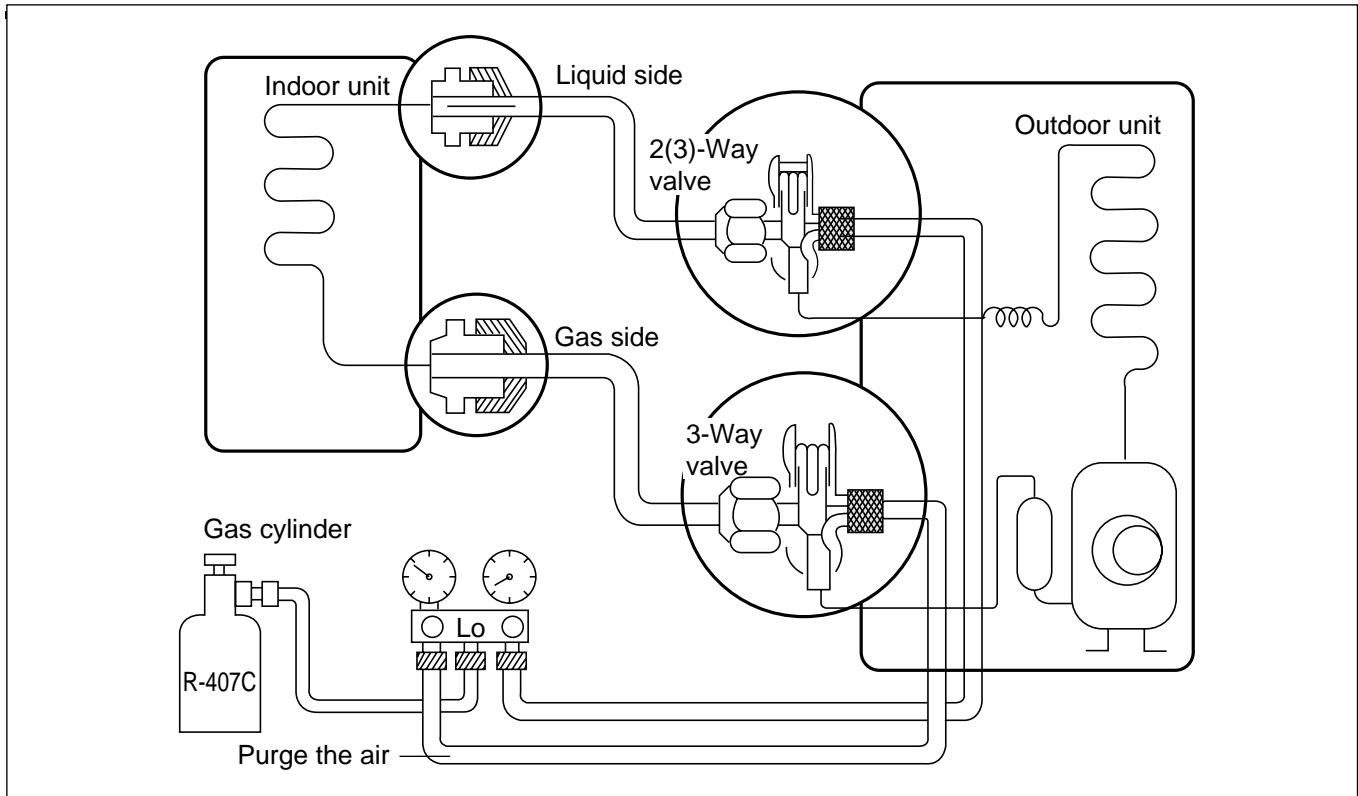 Indoor unit
Liquid side
2(3)-Way
valve
Outdoor unit
Gas side
3-Way
valve
Gas cylinder
Lo
R-407C
Purge the air